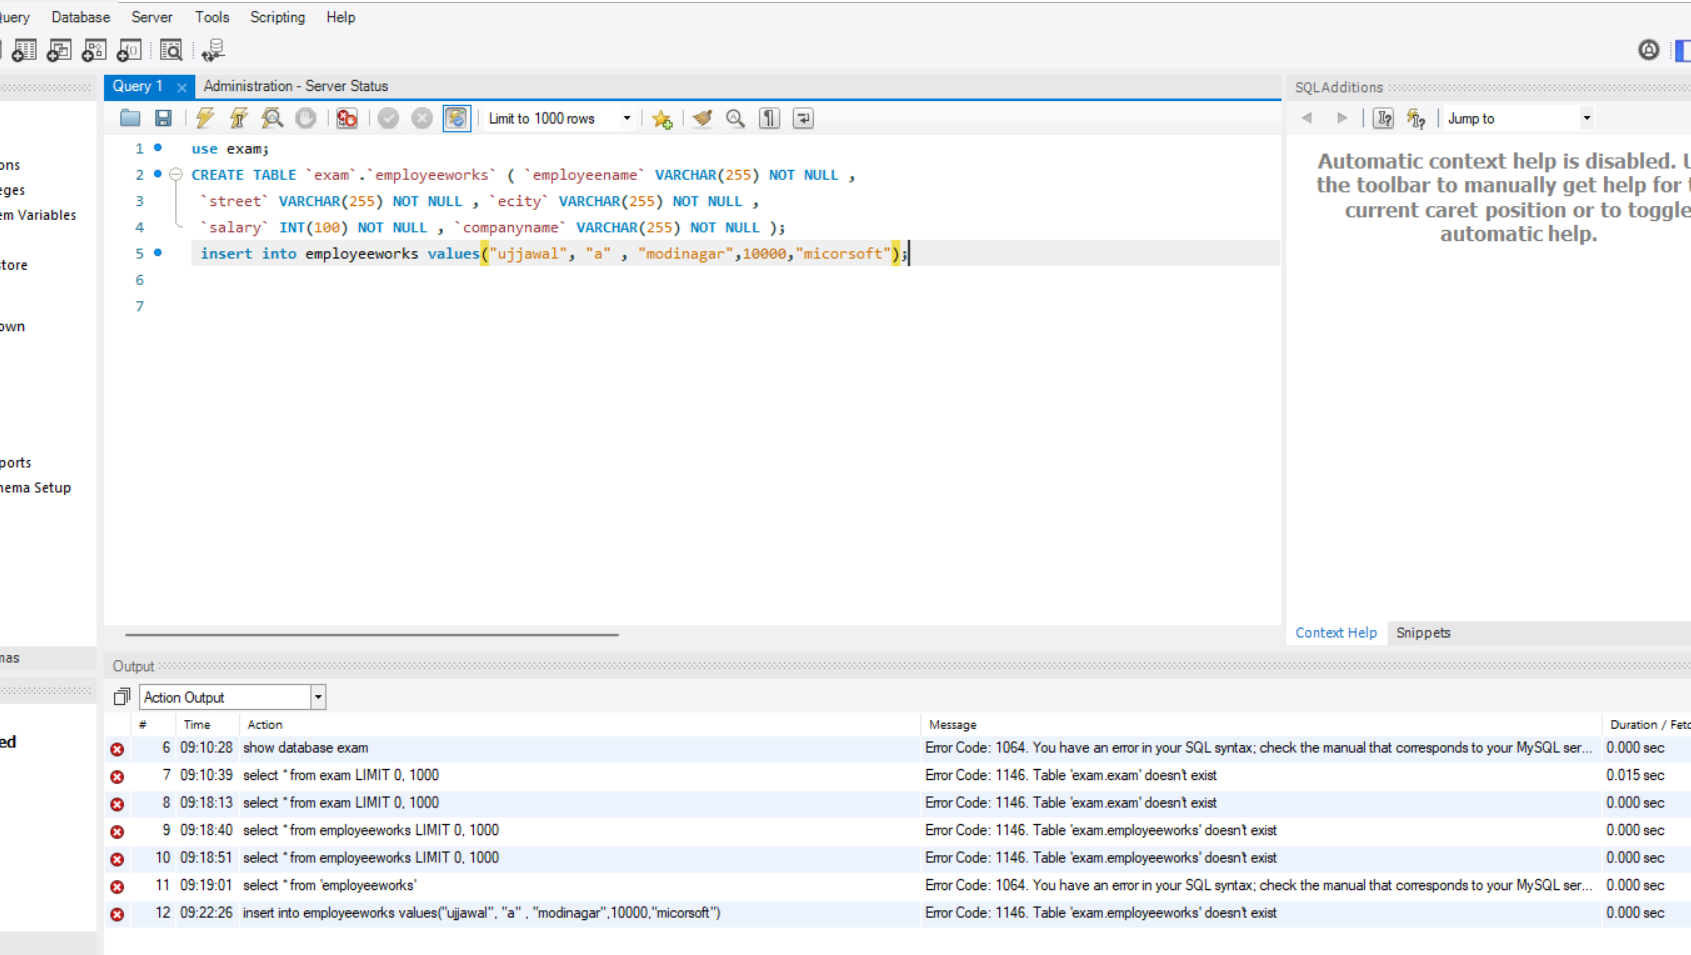 Database Server Tools Scripting Help
Query 1 × Administration - Server Status
Limit to 1000 rows
1 use exam;
2 CREATE TABLE `exam`.`employeeworks` ( `employeename` VARCHAR(255) NOT NULL ,
3 `street` VARCHAR(255) NOT NULL , `ecity` VARCHAR(255) NOT NULL ,
4 `salary` INT(100) NOT NULL , `companyname` VARCHAR(255) NOT NULL );
5 insert into employeeworks values("ujjawal", "a" , "modinagar",10000,"micorsoft");
6
7
Variables
Setup
SQLAdditions
Jump to
Automatic context help is disabled.
the toolbar to manually get help for
current caret position or to toggle
automatic help.
Context Help Snippets
Output
Action Output
# Time Action Message Duration /
6 09:10:28 show database exam Error Code: 1064. You have an error in your SQL syntax; check the manual that corresponds to your MySQL ser... 0.000 sec
7 09:10:39 select * from exam LIMIT 0, 1000 Error Code: 1146. Table 'exam.exam' doesn't exist 0.015 sec
8 09:18:13 select * from exam LIMIT 0, 1000 Error Code: 1146. Table 'exam.exam' doesn't exist 0.000 sec
9 09:18:40 select * from employeeworks LIMIT 0, 1000 Error Code: 1146. Table 'exam.employeeworks' doesn't exist 0.000 sec
10 09:18:51 select * from employeeworks LIMIT 0, 1000 Error Code: 1146. Table 'exam.employeeworks' doesn't exist 0.000 sec
11 09:19:01 select * from 'employeeworks' Error Code: 1064. You have an error in your SQL syntax; check the manual that corresponds to your MySQL ser... 0.000 sec
12 09:22:26 insert into employeeworks values("ujjawal", "a" , "modinagar",10000,"micorsoft") Error Code: 1146. Table 'exam.employeeworks' doesn't exist 0.000 sec